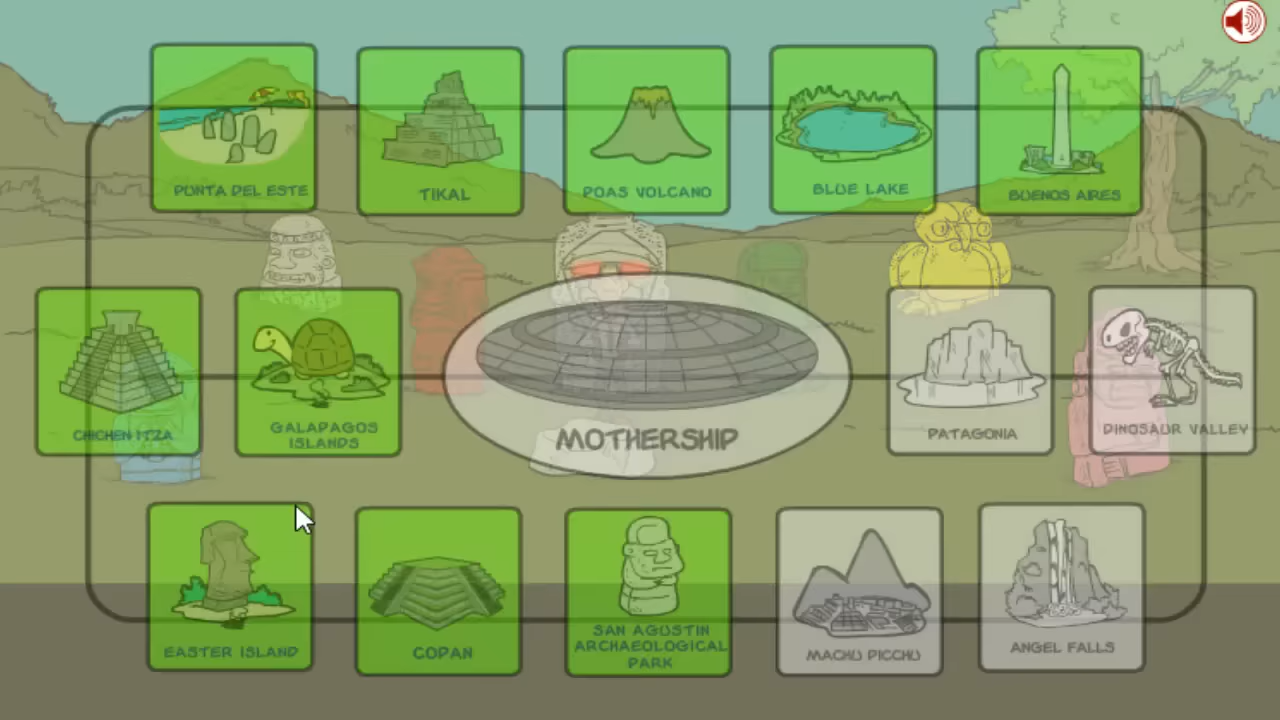 PUNTA DEL ESTE
TIKAL
POAS VOLCANO
BLUE LAKE
BUENOS AIRES
CHICHEN ITZA
GALAPAGOS
ISLANDS
MOTHERSHIP
PATAGONIA
DINOSAUR VALLEY
EASTER ISLAND
COPAN
SAN AGUSTIN
ARCHAEOLOGICAL
PARK
MACHU PICCHU
ANGEL FALLS